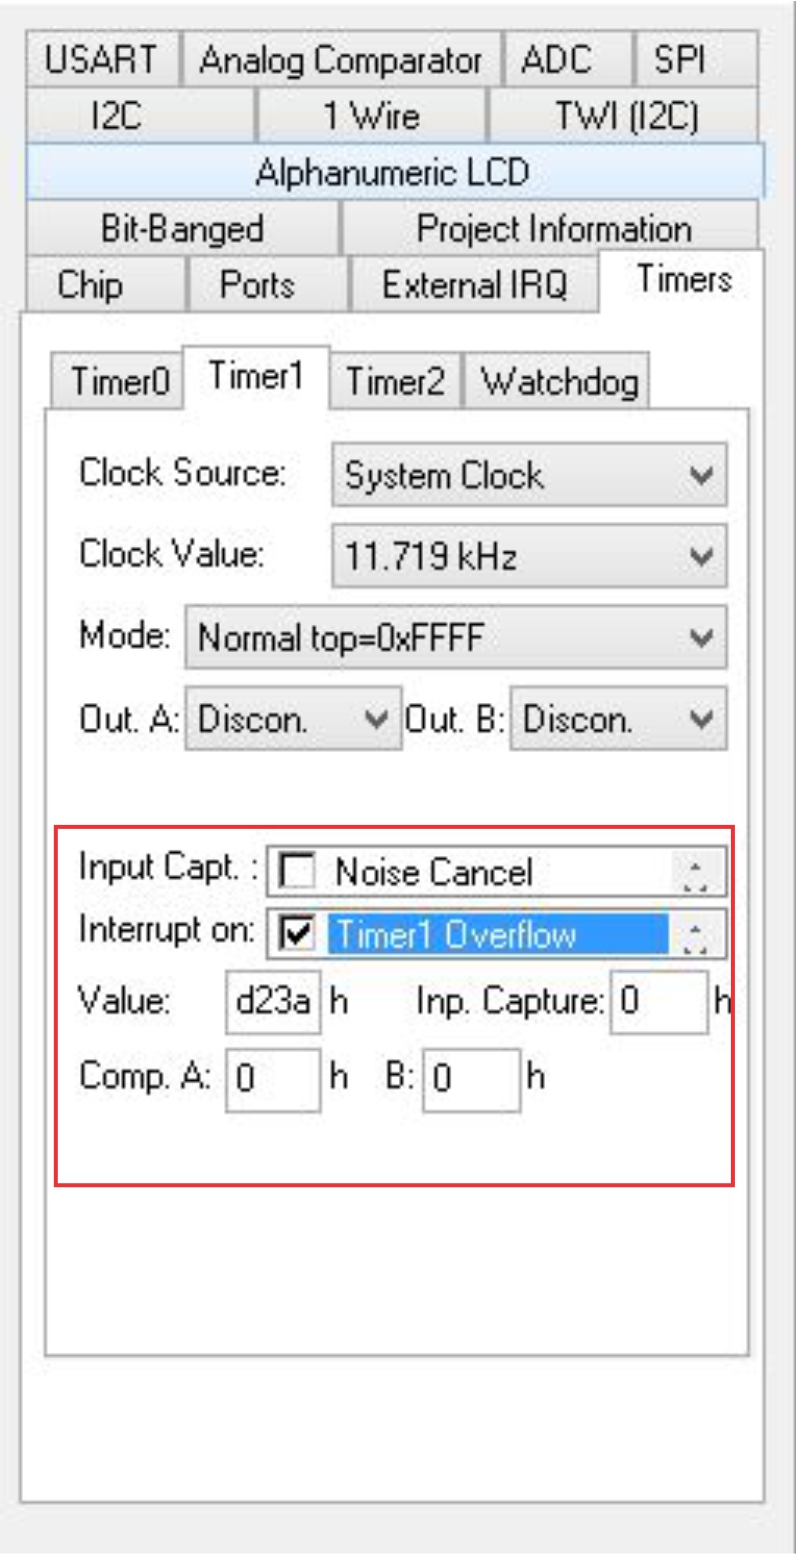 USART Analog Comparator ADC SPI
I2C 1 Wire TWI (I2C)
Alphanumeric LCD
Bit-Banged Project Information
Chip Ports External IRQ Timers
Timer0 Timer1 Timer2 Watchdog
Clock Source: System Clock
Clock Value: 11.719 kHz
Mode: Normal top=0xFFFF
Out. A: Discon. Out. B: Discon.
Input Capt. : Noise Cancel
Interrupt on: Timer1 Overflow
Value: d23a h Inp. Capture: 0 h
Comp. A: 0 h B: 0 h